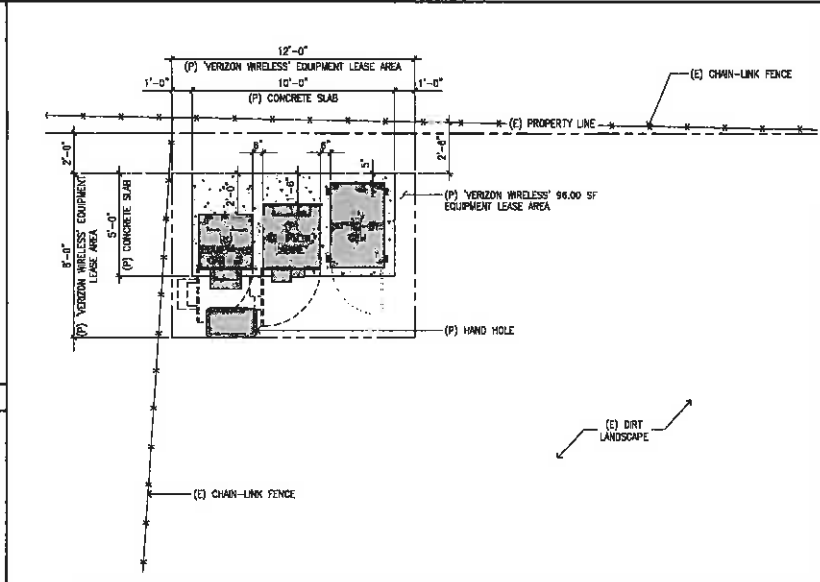 12'-0"
(P) 'VERIZON WIRELESS' EQUIPMENT LEASE AREA
1'-0"
10'-0"
1'-0"
(P) CONCRETE SLAB
(E) CHAIN-LINK FENCE
(E) PROPERTY LINE
2'-0"
6"
6"
5"
2'-6"
2'-0"
1'-6"
8'-0"
(P) 'VERIZON WIRELESS' EQUIPMENT
LEASE AREA
5'-0"
(P) CONCRETE SLAB
(P) 'VERIZON WIRELESS' 96.00 SF
EQUIPMENT LEASE AREA
(P) HAND HOLE
(E) DIRT
LANDSCAPE
(E) CHAIN-LINK FENCE